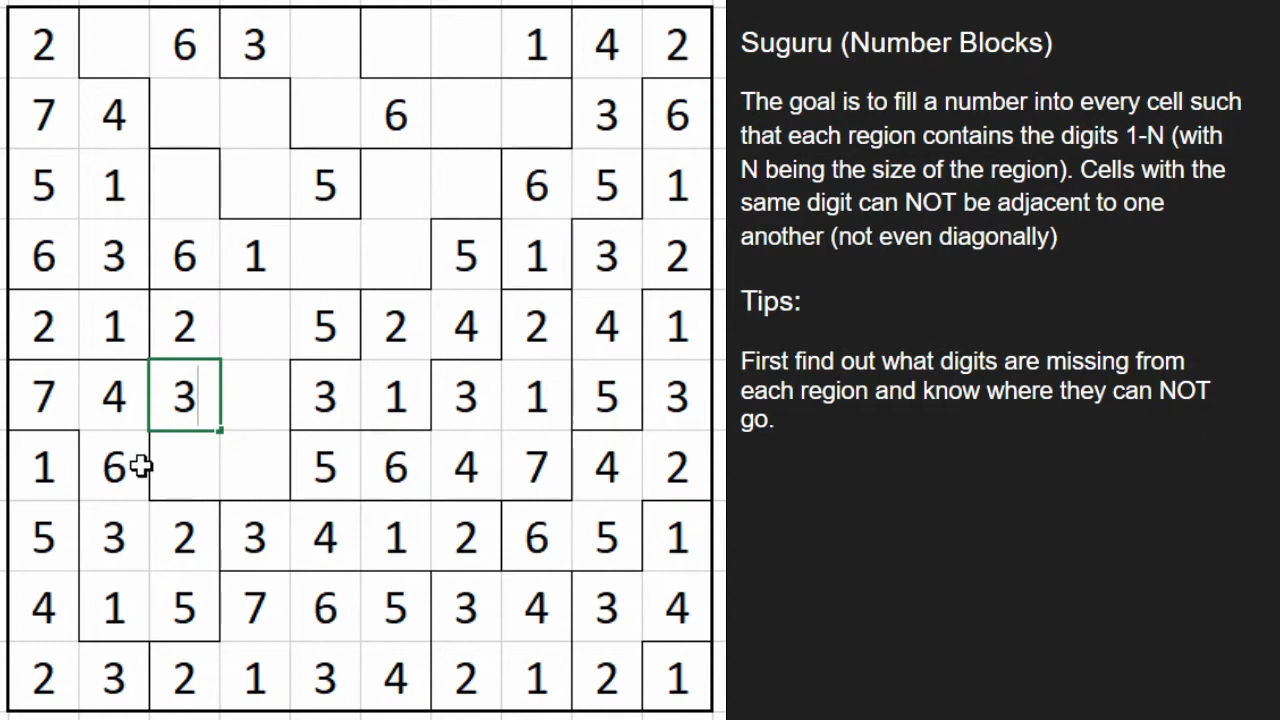 2 6 3 1 4 2
7 4 6 3 6
5 1 5 6 5 1
6 3 6 1 5 1 3 2
2 1 2 5 2 4 2 4 1
7 4 3 3 1 3 1 5 3
1 6 5 6 4 7 4 2
5 3 2 3 4 1 2 6 5 1
4 1 5 7 6 5 3 4 3 4
2 3 2 1 3 4 2 1 2 1
Suguru (Number Blocks)
The goal is to fill a number into every cell such
that each region contains the digits 1-N (with
N being the size of the region). Cells with the
same digit can NOT be adjacent to one
another (not even diagonally)
Tips:
First find out what digits are missing from
each region and know where they can NOT
go.